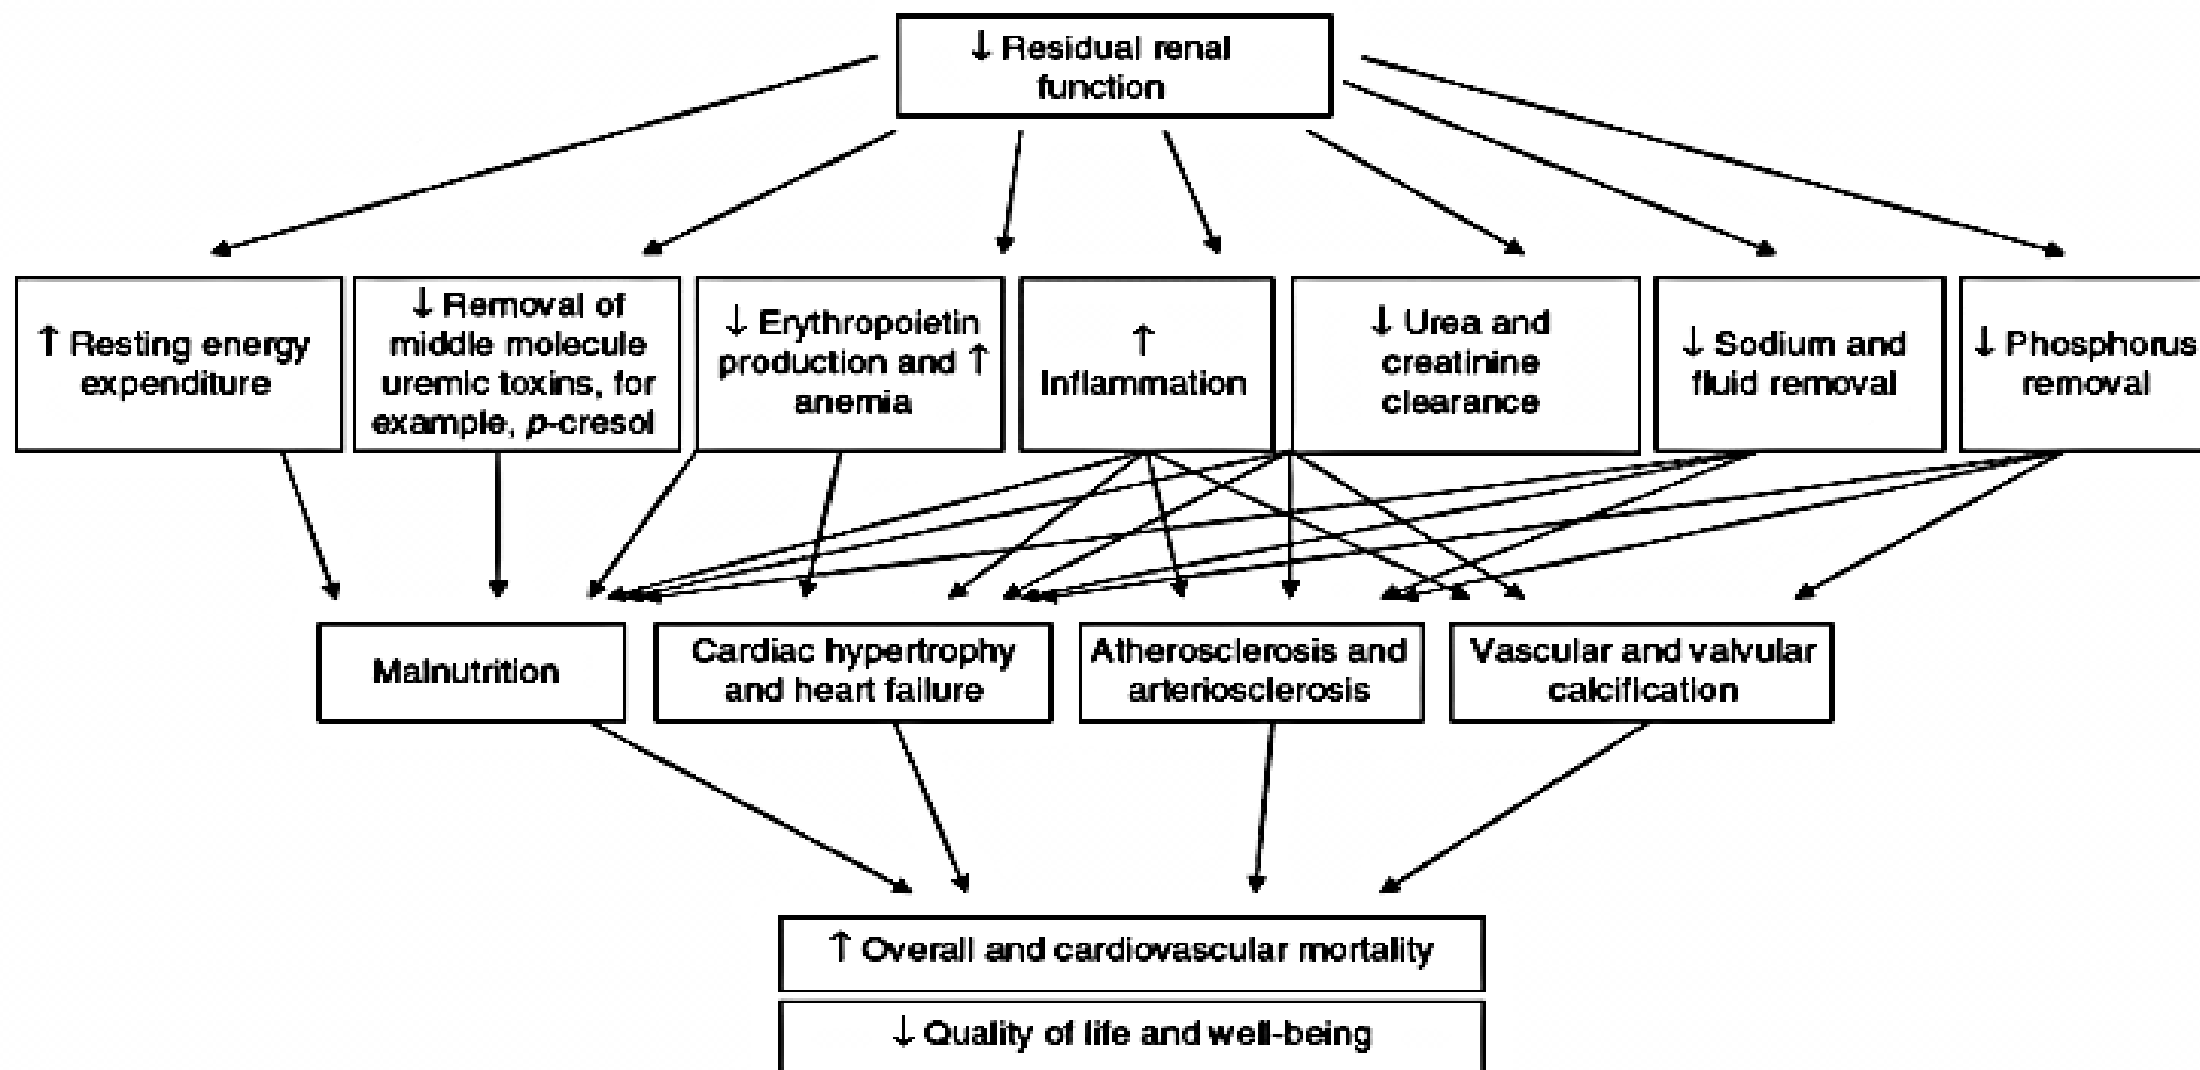 ↓ Residual renal
function
↑ Resting energy
expenditure
↓ Removal of
middle molecule
uremic toxins, for
example, p-cresol
↓ Erythropoietin
production and ↑
anemia
↑
Inflammation
↓ Urea and
creatinine
clearance
↓ Sodium and
fluid removal
↓ Phosphorus
removal
Malnutrition
Cardiac hypertrophy
and heart failure
Atherosclerosis and
arteriosclerosis
Vascular and valvular
calcification
↑ Overall and cardiovascular mortality
↓ Quality of life and well-being